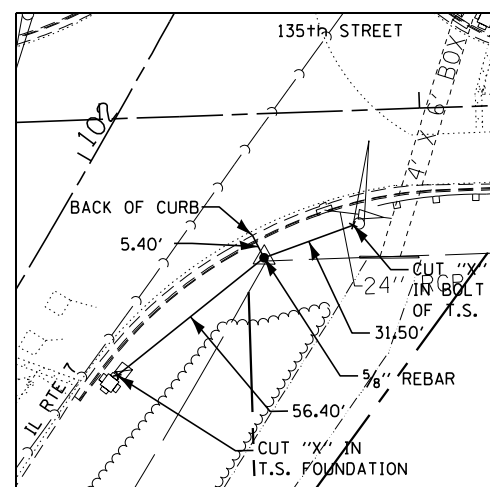 135th STREET
102
4' X 6' BOX
BACK OF CURB
5.40'
CUT "X"
IN BOLT
OF T.S.
24" RCP
31.50'
5/8" REBAR
IL RTE 7
56.40'
CUT "X" IN
T.S. FOUNDATION